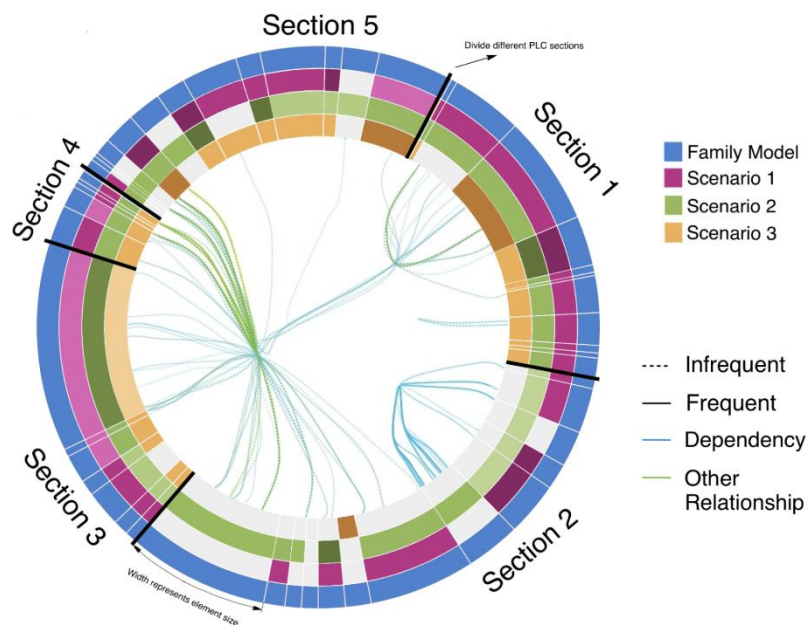 Section 5
Divide different PLC sections
Section 4
Section 1
Family Model
Scenario 1
Scenario 2
Scenario 3
Infrequent
Frequent
Dependency
Other
Relationship
Section 3
Section 2
Width represents element size